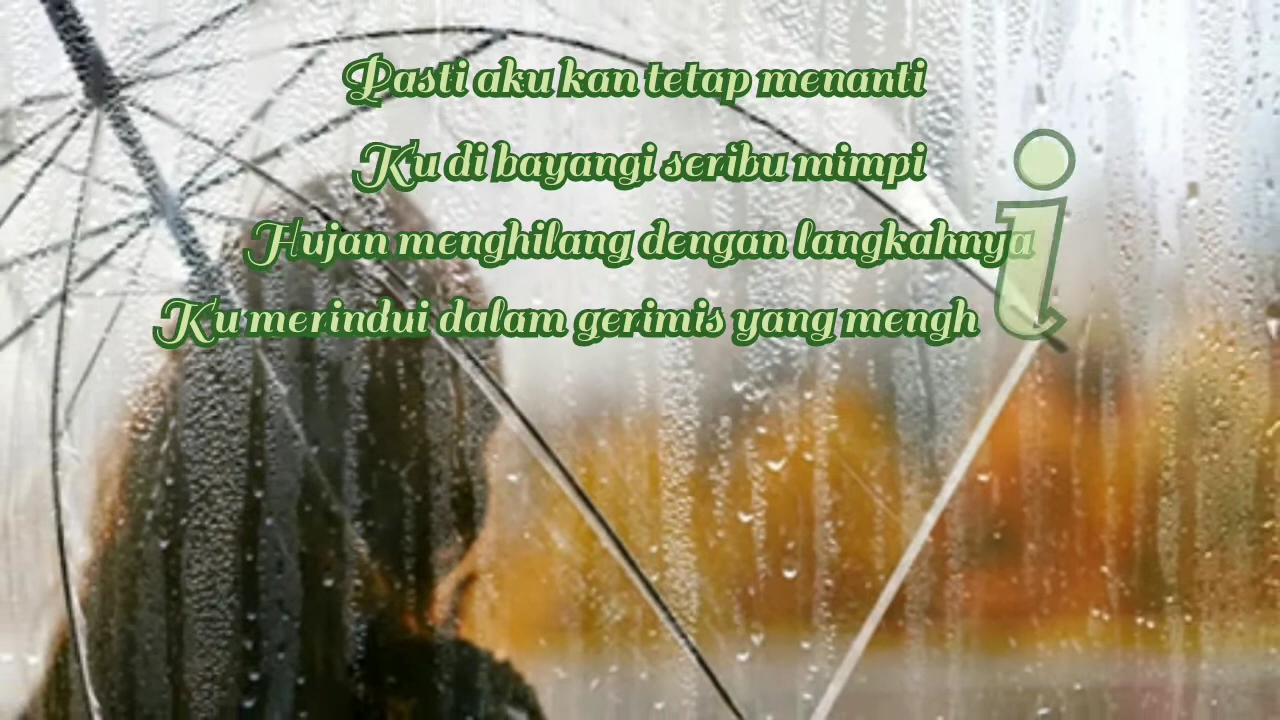 Pasti aku kan tetap menanti
Ku di bayangi seribu mimpi
Hujan menghilang dengan langkahnya
Ku merindui dalam gerimis yang menghi